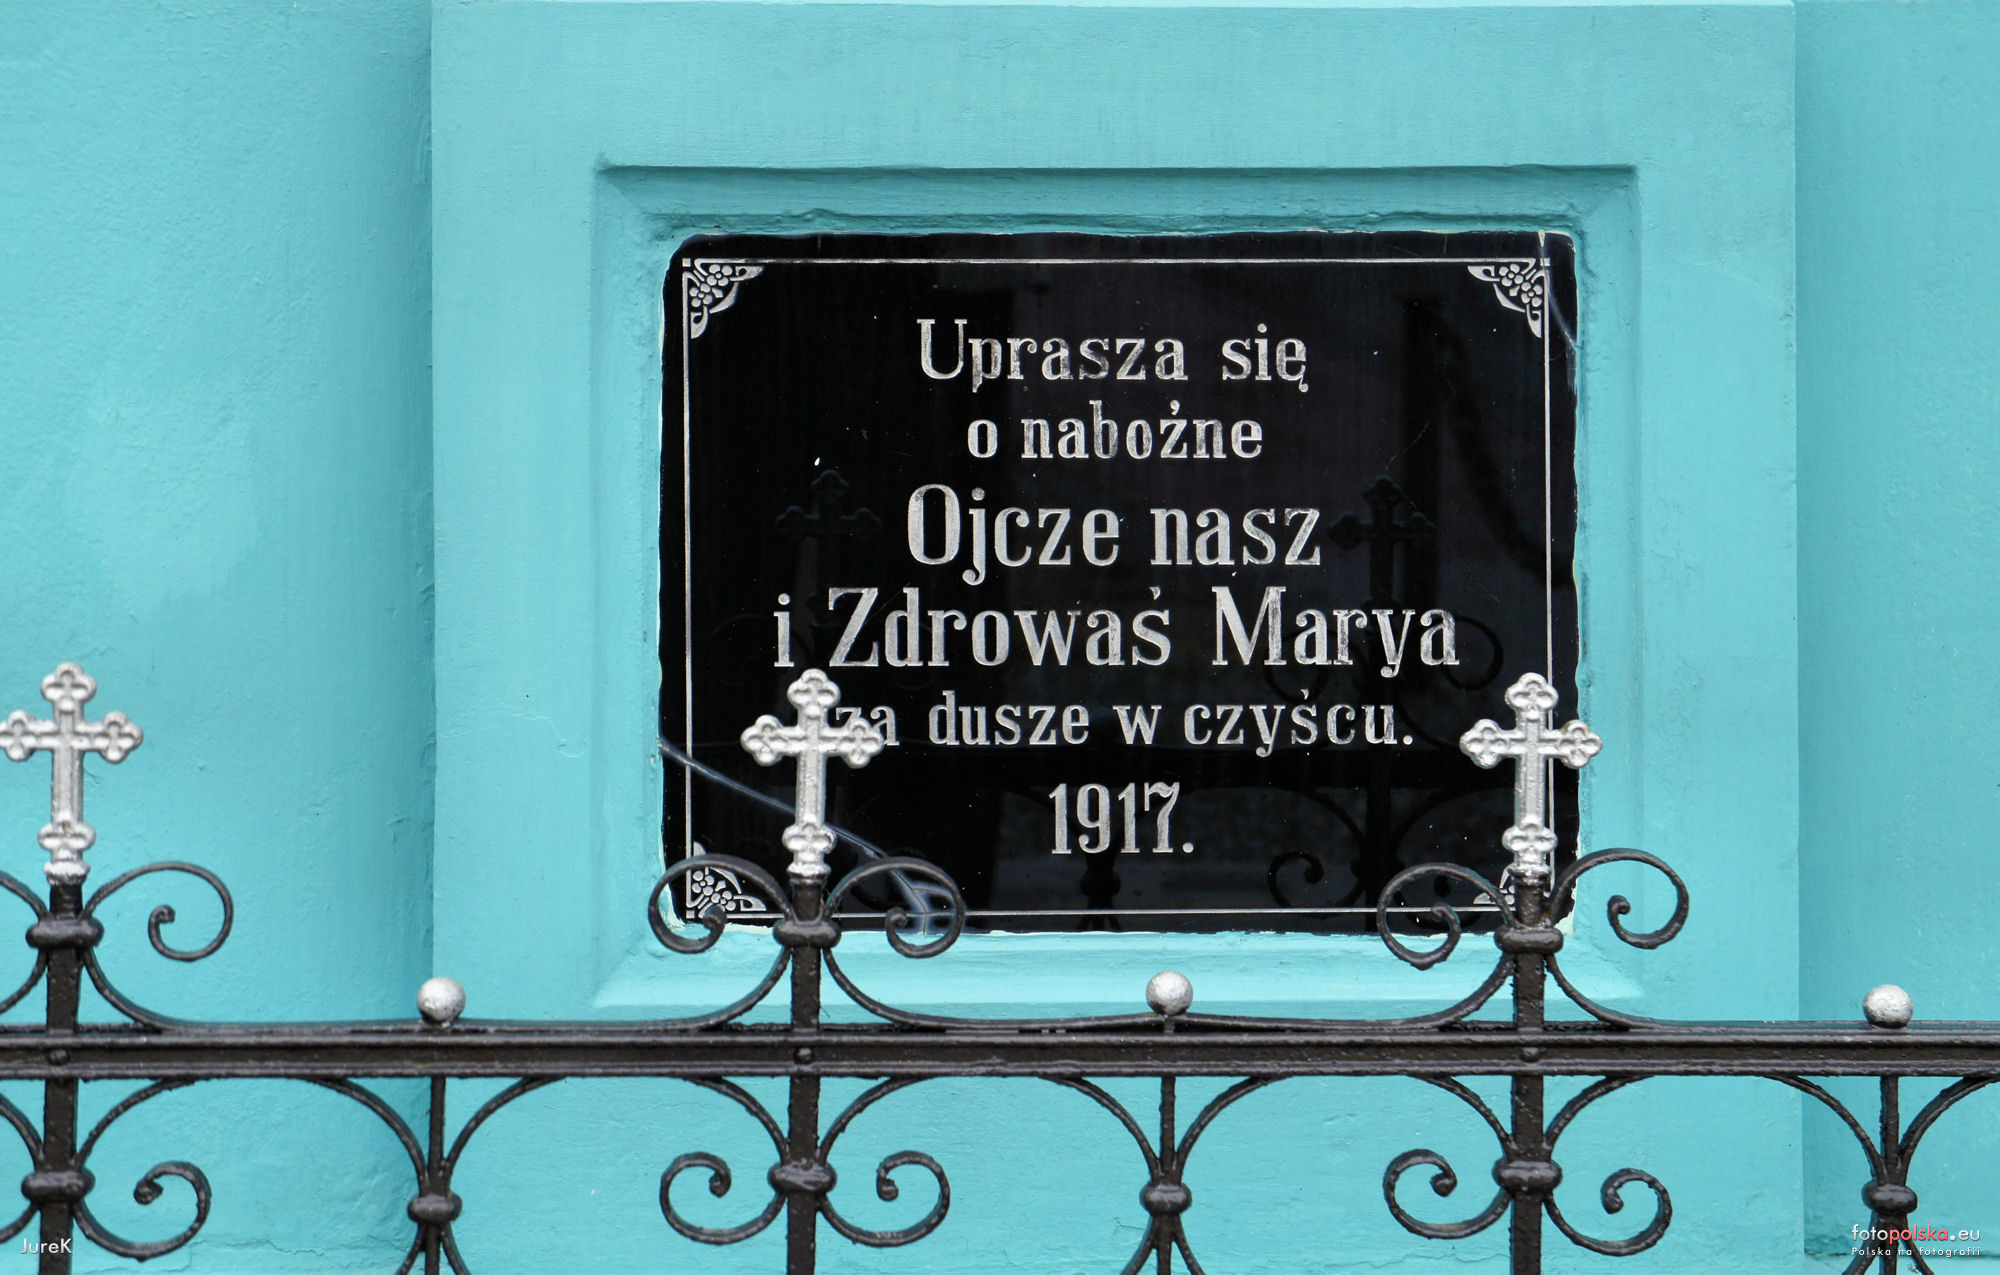 Uprasza się
o nabożne
Ojcze nasz
i Zdrowaś Marya
za dusze w czyścu.
1917.
JureK
fotopolska.eu
Polska na fotografii